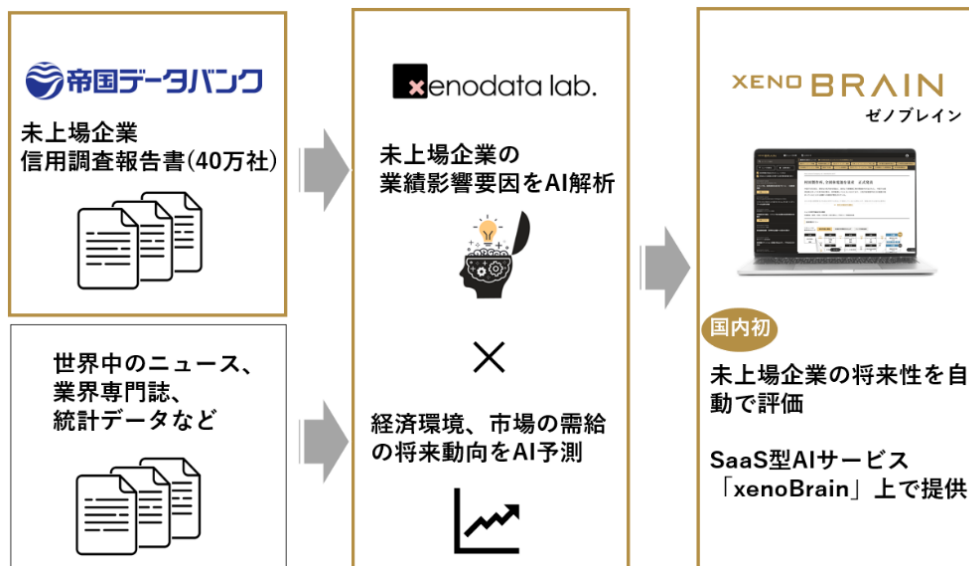 帝国データバンク
未上場企業
信用調査報告書(40万社)
世界中のニュース、
業界専門誌、
統計データなど
xenodata lab.
未上場企業の
業績影響要因をAI解析
×
経済環境、市場の需給
の将来動向をAI予測
XENO BRAIN
ゼノブレイン
国内初
未上場企業の将来性を自
動で評価
SaaS型AIサービス
「xenoBrain」上で提供